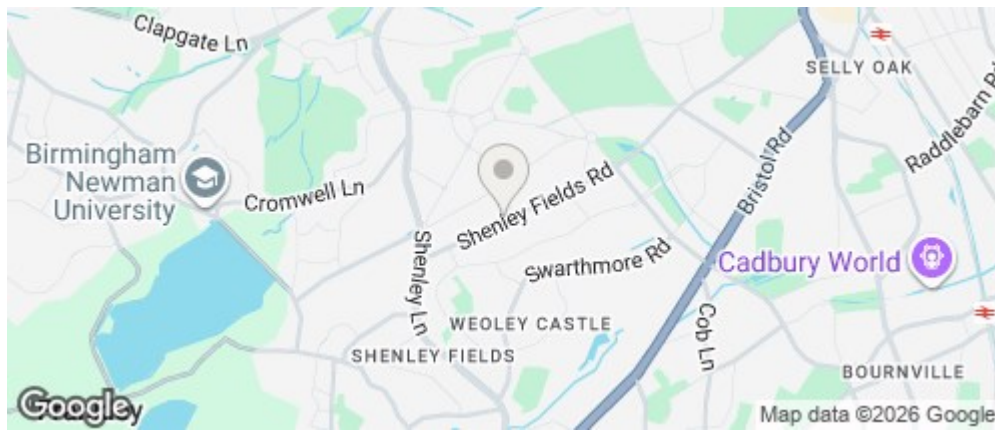 Clapgate Ln
SELLY OAK
Raddlebarn Rd
Birmingham
Newman
University
Cromwell Ln
Bristol Rd
Shenley Fields Rd
Shenley Ln
Swarthmore Rd
Cadbury World
Cob Ln
WEOLEY CASTLE
SHENLEY FIELDS
BOURNVILLE
Google
Map data ©2026 Google